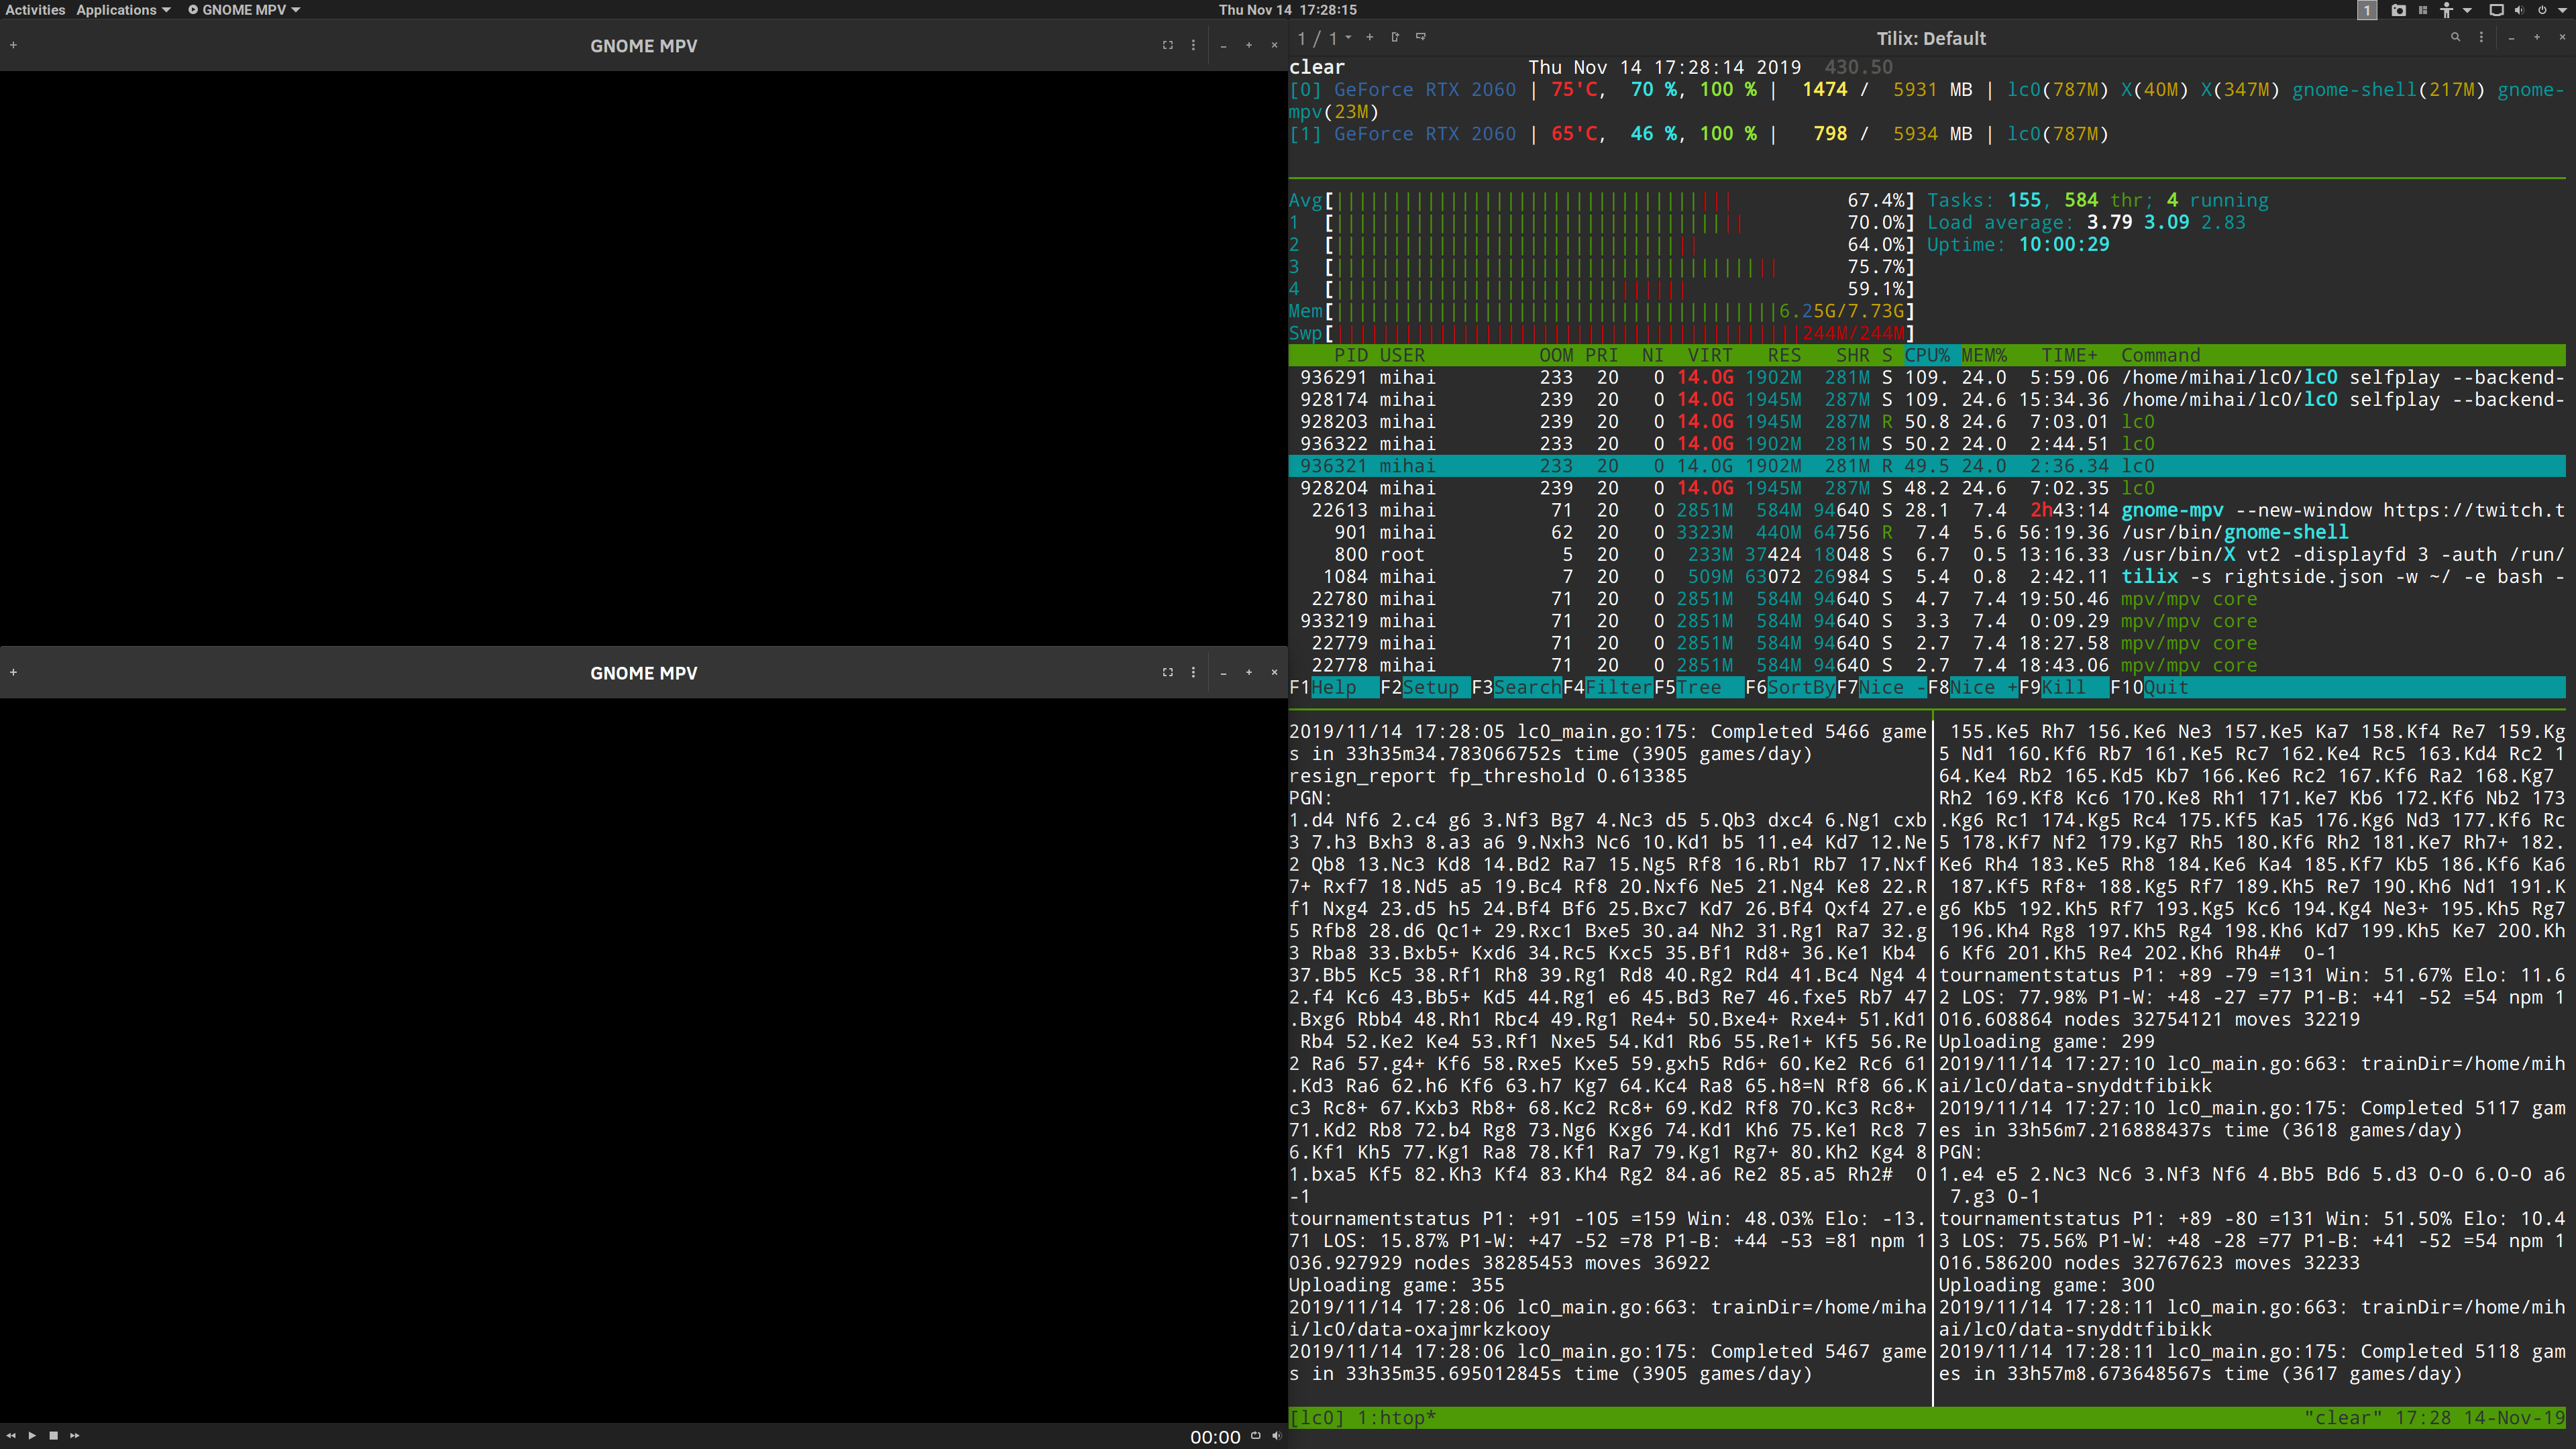 Activities Applications GNOME MPV Thu Nov 14 17:28:15 1
GNOME MPV
GNOME MPV
00:00
1 / 1 Tilix: Default
clear Thu Nov 14 17:28:14 2019 430.50
[0] GeForce RTX 2060 | 75'C, 70 %, 100 % | 1474 / 5931 MB | lc0(787M) X(40M) X(347M) gnome-shell(217M) gnome-
mpv(23M)
[1] GeForce RTX 2060 | 65'C, 46 %, 100 % | 798 / 5934 MB | lc0(787M)
Avg[ 67.4%] Tasks: 155, 584 thr; 4 running
1 [ 70.0%] Load average: 3.79 3.09 2.83
2 [ 64.0%] Uptime: 10:00:29
3 [ 75.7%]
4 [ 59.1%]
Mem[ 6.25G/7.73G]
Swp[ 244M/244M]
PID USER OOM PRI NI VIRT RES SHR S CPU% MEM% TIME+ Command
936291 mihai 233 20 0 14.0G 1902M 281M S 109. 24.0 5:59.06 /home/mihai/lc0/lc0 selfplay --backend-
928174 mihai 239 20 0 14.0G 1945M 287M S 109. 24.6 15:34.36 /home/mihai/lc0/lc0 selfplay --backend-
928203 mihai 239 20 0 14.0G 1945M 287M R 50.8 24.6 7:03.01 lc0
936322 mihai 233 20 0 14.0G 1902M 281M S 50.2 24.0 2:44.51 lc0
936321 mihai 233 20 0 14.0G 1902M 281M R 49.5 24.0 2:36.34 lc0
928204 mihai 239 20 0 14.0G 1945M 287M S 48.2 24.6 7:02.35 lc0
22613 mihai 71 20 0 2851M 584M 94640 S 28.1 7.4 2h43:14 gnome-mpv --new-window https://twitch.t
901 mihai 62 20 0 3323M 440M 64756 R 7.4 5.6 56:19.36 /usr/bin/gnome-shell
800 root 5 20 0 233M 37424 18048 S 6.7 0.5 13:16.33 /usr/bin/X vt2 -displayfd 3 -auth /run/
1084 mihai 7 20 0 509M 63072 26984 S 5.4 0.8 2:42.11 tilix -s rightside.json -w ~/ -e bash -
22780 mihai 71 20 0 2851M 584M 94640 S 4.7 7.4 19:50.46 mpv/mpv core
933219 mihai 71 20 0 2851M 584M 94640 S 3.3 7.4 0:09.29 mpv/mpv core
22779 mihai 71 20 0 2851M 584M 94640 S 2.7 7.4 18:27.58 mpv/mpv core
22778 mihai 71 20 0 2851M 584M 94640 S 2.7 7.4 18:43.06 mpv/mpv core
F1Help F2Setup F3SearchF4FilterF5Tree F6SortByF7Nice -F8Nice +F9Kill F10Quit
2019/11/14 17:28:05 lc0_main.go:175: Completed 5466 game
s in 33h35m34.783066752s time (3905 games/day)
resign_report fp_threshold 0.613385
PGN:
1.d4 Nf6 2.c4 g6 3.Nf3 Bg7 4.Nc3 d5 5.Qb3 dxc4 6.Ng1 cxb
3 7.h3 Bxh3 8.a3 a6 9.Nxh3 Nc6 10.Kd1 b5 11.e4 Kd7 12.Ne
2 Qb8 13.Nc3 Kd8 14.Bd2 Ra7 15.Ng5 Rf8 16.Rb1 Rb7 17.Nxf
7+ Rxf7 18.Nd5 a5 19.Bc4 Rf8 20.Nxf6 Ne5 21.Ng4 Ke8 22.R
f1 Nxg4 23.d5 h5 24.Bf4 Bf6 25.Bxc7 Kd7 26.Bf4 Qxf4 27.e
5 Rfb8 28.d6 Qc1+ 29.Rxc1 Bxe5 30.a4 Nh2 31.Rg1 Ra7 32.g
3 Rba8 33.Bxb5+ Kxd6 34.Rc5 Kxc5 35.Bf1 Rd8+ 36.Ke1 Kb4
37.Bb5 Kc5 38.Rf1 Rh8 39.Rg1 Rd8 40.Rg2 Rd4 41.Bc4 Ng4 4
2.f4 Kc6 43.Bb5+ Kd5 44.Rg1 e6 45.Bd3 Re7 46.fxe5 Rb7 47
.Bxg6 Rbb4 48.Rh1 Rbc4 49.Rg1 Re4+ 50.Bxe4+ Rxe4+ 51.Kd1
Rb4 52.Ke2 Ke4 53.Rf1 Nxe5 54.Kd1 Rb6 55.Re1+ Kf5 56.Re
2 Ra6 57.g4+ Kf6 58.Rxe5 Kxe5 59.gxh5 Rd6+ 60.Ke2 Rc6 61
.Kd3 Ra6 62.h6 Kf6 63.h7 Kg7 64.Kc4 Ra8 65.h8=N Rf8 66.K
c3 Rc8+ 67.Kxb3 Rb8+ 68.Kc2 Rc8+ 69.Kd2 Rf8 70.Kc3 Rc8+
71.Kd2 Rb8 72.b4 Rg8 73.Ng6 Kxg6 74.Kd1 Kh6 75.Ke1 Rc8 7
6.Kf1 Kh5 77.Kg1 Ra8 78.Kf1 Ra7 79.Kg1 Rg7+ 80.Kh2 Kg4 8
1.bxa5 Kf5 82.Kh3 Kf4 83.Kh4 Rg2 84.a6 Re2 85.a5 Rh2# 0
-1
tournamentstatus P1: +91 -105 =159 Win: 48.03% Elo: -13.
71 LOS: 15.87% P1-W: +47 -52 =78 P1-B: +44 -53 =81 npm 1
036.927929 nodes 38285453 moves 36922
Uploading game: 355
2019/11/14 17:28:06 lc0_main.go:663: trainDir=/home/miha
i/lc0/data-oxajmrkzkooy
2019/11/14 17:28:06 lc0_main.go:175: Completed 5467 game
s in 33h35m35.695012845s time (3905 games/day)
155.Ke5 Rh7 156.Ke6 Ne3 157.Ke5 Ka7 158.Kf4 Re7 159.Kg
5 Nd1 160.Kf6 Rb7 161.Ke5 Rc7 162.Ke4 Rc5 163.Kd4 Rc2 1
64.Ke4 Rb2 165.Kd5 Kb7 166.Ke6 Rc2 167.Kf6 Ra2 168.Kg7
Rh2 169.Kf8 Kc6 170.Ke8 Rh1 171.Ke7 Kb6 172.Kf6 Nb2 173
.Kg6 Rc1 174.Kg5 Rc4 175.Kf5 Ka5 176.Kg6 Nd3 177.Kf6 Rc
5 178.Kf7 Nf2 179.Kg7 Rh5 180.Kf6 Rh2 181.Ke7 Rh7+ 182.
Ke6 Rh4 183.Ke5 Rh8 184.Ke6 Ka4 185.Kf7 Kb5 186.Kf6 Ka6
187.Kf5 Rf8+ 188.Kg5 Rf7 189.Kh5 Re7 190.Kh6 Nd1 191.K
g6 Kb5 192.Kh5 Rf7 193.Kg5 Kc6 194.Kg4 Ne3+ 195.Kh5 Rg7
196.Kh4 Rg8 197.Kh5 Rg4 198.Kh6 Kd7 199.Kh5 Ke7 200.Kh
6 Kf6 201.Kh5 Re4 202.Kh6 Rh4# 0-1
tournamentstatus P1: +89 -79 =131 Win: 51.67% Elo: 11.6
2 LOS: 77.98% P1-W: +48 -27 =77 P1-B: +41 -52 =54 npm 1
016.608864 nodes 32754121 moves 32219
Uploading game: 299
2019/11/14 17:27:10 lc0_main.go:663: trainDir=/home/mih
ai/lc0/data-snyddtfibikk
2019/11/14 17:27:10 lc0_main.go:175: Completed 5117 gam
es in 33h56m7.216888437s time (3618 games/day)
PGN:
1.e4 e5 2.Nc3 Nc6 3.Nf3 Nf6 4.Bb5 Bd6 5.d3 O-O 6.O-O a6
7.g3 0-1
tournamentstatus P1: +89 -80 =131 Win: 51.50% Elo: 10.4
3 LOS: 75.56% P1-W: +48 -28 =77 P1-B: +41 -52 =54 npm 1
016.586200 nodes 32767623 moves 32233
Uploading game: 300
2019/11/14 17:28:11 lc0_main.go:663: trainDir=/home/mih
ai/lc0/data-snyddtfibikk
2019/11/14 17:28:11 lc0_main.go:175: Completed 5118 gam
es in 33h57m8.673648567s time (3617 games/day)
[lc0] 1:htop* "clear" 17:28 14-Nov-19